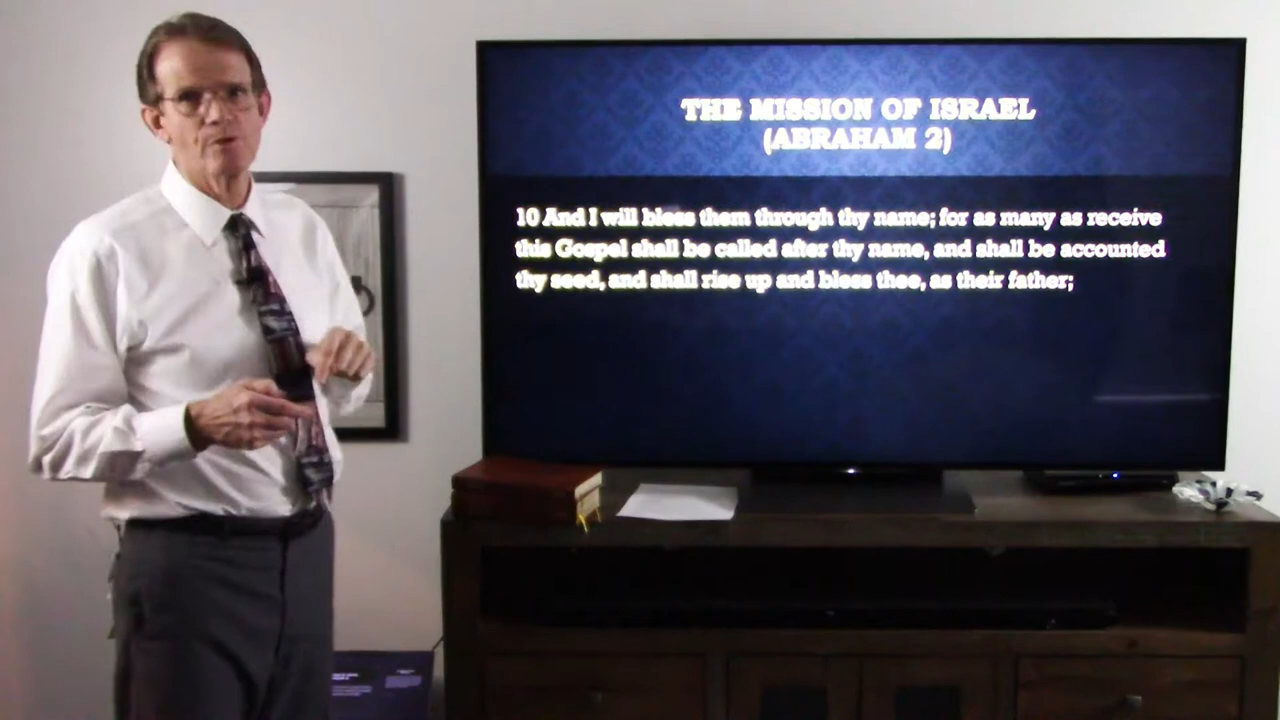 THE MISSION OF ISRAEL
(ABRAHAM 2)
10 And I will bless them through thy name; for as many as receive
this Gospel shall be called after thy name, and shall be accounted
thy seed, and shall rise up and bless thee, as their father;